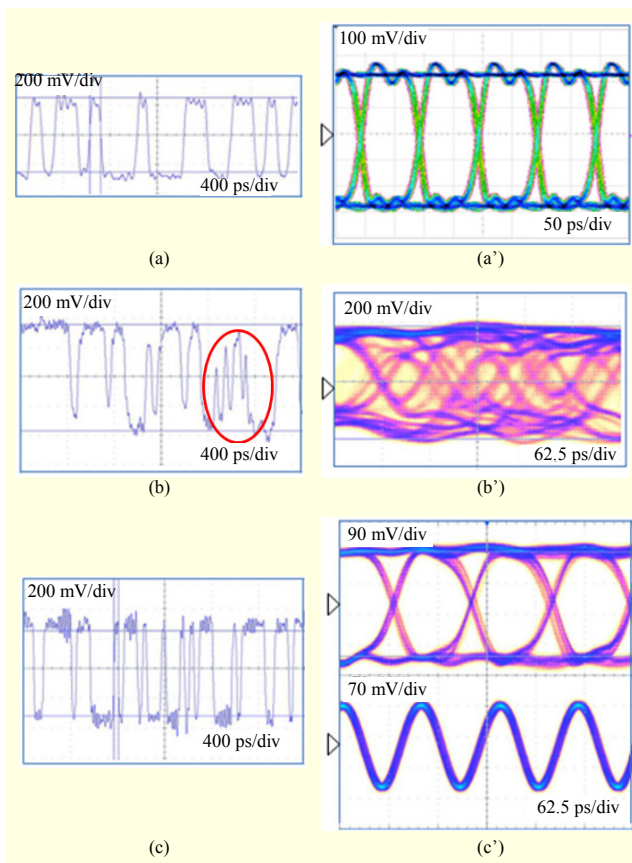 200 mV/div
400 ps/div
100 mV/div
50 ps/div
(a)
(a’)
200 mV/div
400 ps/div
200 mV/div
62.5 ps/div
(b)
(b’)
200 mV/div
400 ps/div
90 mV/div
70 mV/div
62.5 ps/div
(c)
(c’)